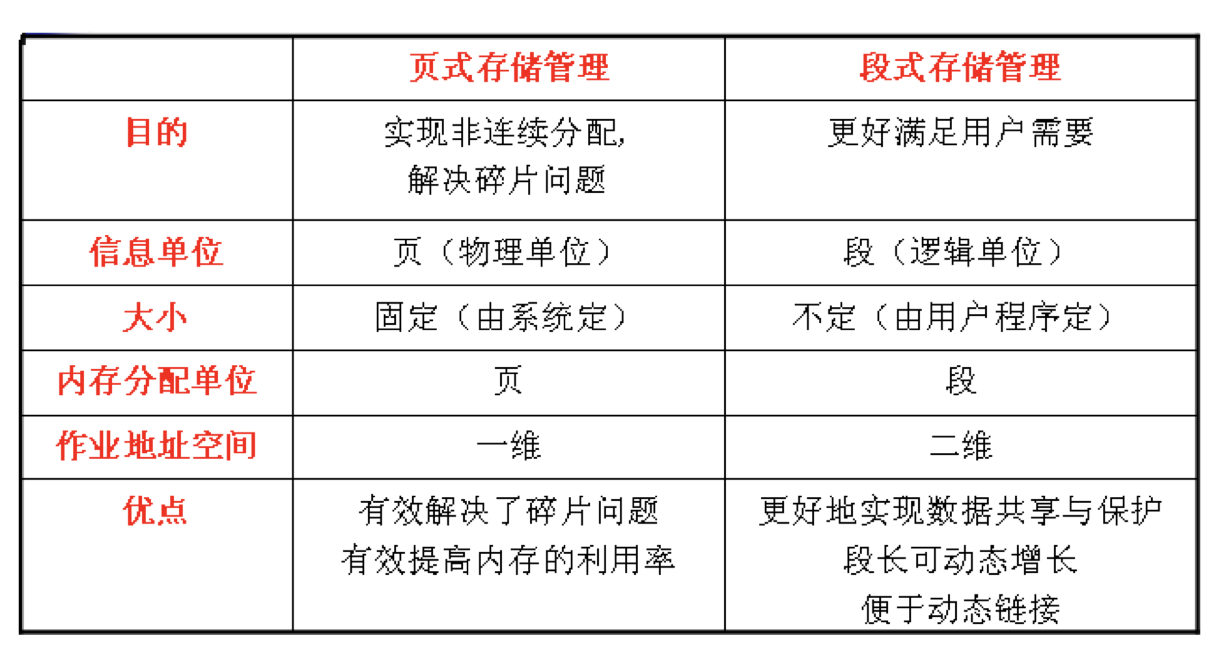 页式存储管理 段式存储管理
目的 实现非连续分配, 更好满足用户需要
解决碎片问题
信息单位 页（物理单位） 段（逻辑单位）
大小 固定（由系统定） 不定（由用户程序定）
内存分配单位 页 段
作业地址空间 一维 二维
优点 有效解决了碎片问题 更好地实现数据共享与保护
有效提高内存的利用率 段长可动态增长
便于动态链接